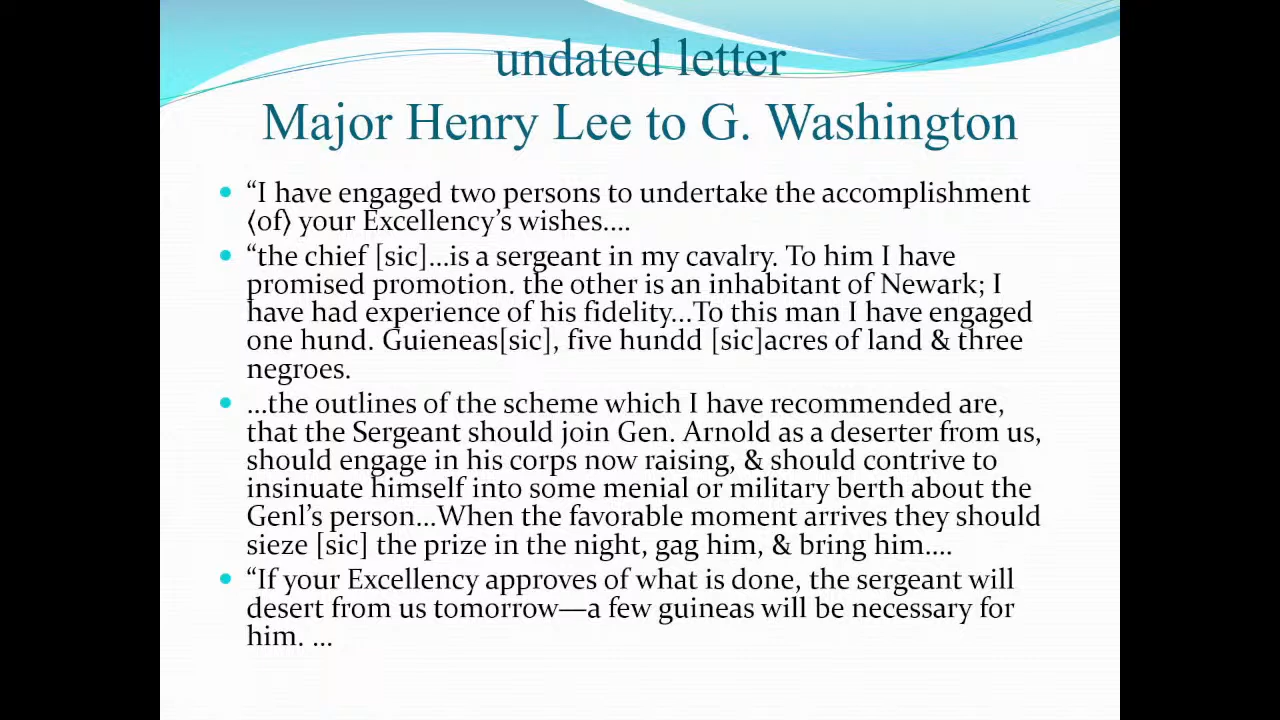 undated letter
Major Henry Lee to G. Washington
• “I have engaged two persons to undertake the accomplishment
⟨of⟩ your Excellency’s wishes....
• “the chief [sic]...is a sergeant in my cavalry. To him I have
promised promotion. the other is an inhabitant of Newark; I
have had experience of his fidelity...To this man I have engaged
one hund. Guieneas[sic], five hundd [sic]acres of land & three
negroes.
• ...the outlines of the scheme which I have recommended are,
that the Sergeant should join Gen. Arnold as a deserter from us,
should engage in his corps now raising, & should contrive to
insinuate himself into some menial or military berth about the
Genl’s person...When the favorable moment arrives they should
sieze [sic] the prize in the night, gag him, & bring him....
• “If your Excellency approves of what is done, the sergeant will
desert from us tomorrow—a few guineas will be necessary for
him. ...